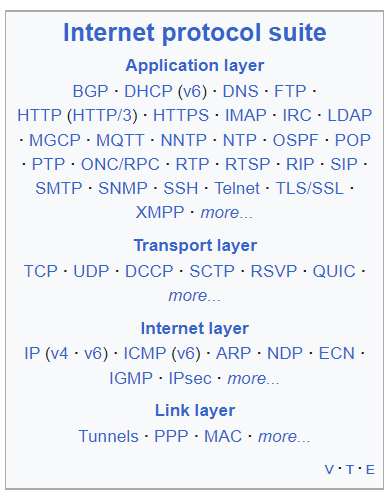 Internet protocol suite
Application layer
BGP · DHCP (v6) · DNS · FTP ·
HTTP (HTTP/3) · HTTPS · IMAP · IRC · LDAP
· MGCP · MQTT · NNTP · NTP · OSPF · POP
· PTP · ONC/RPC · RTP · RTSP · RIP · SIP ·
SMTP · SNMP · SSH · Telnet · TLS/SSL ·
XMPP · more...
Transport layer
TCP · UDP · DCCP · SCTP · RSVP · QUIC ·
more...
Internet layer
IP (v4 · v6) · ICMP (v6) · ARP · NDP · ECN ·
IGMP · IPsec · more...
Link layer
Tunnels · PPP · MAC · more...
V · T · E